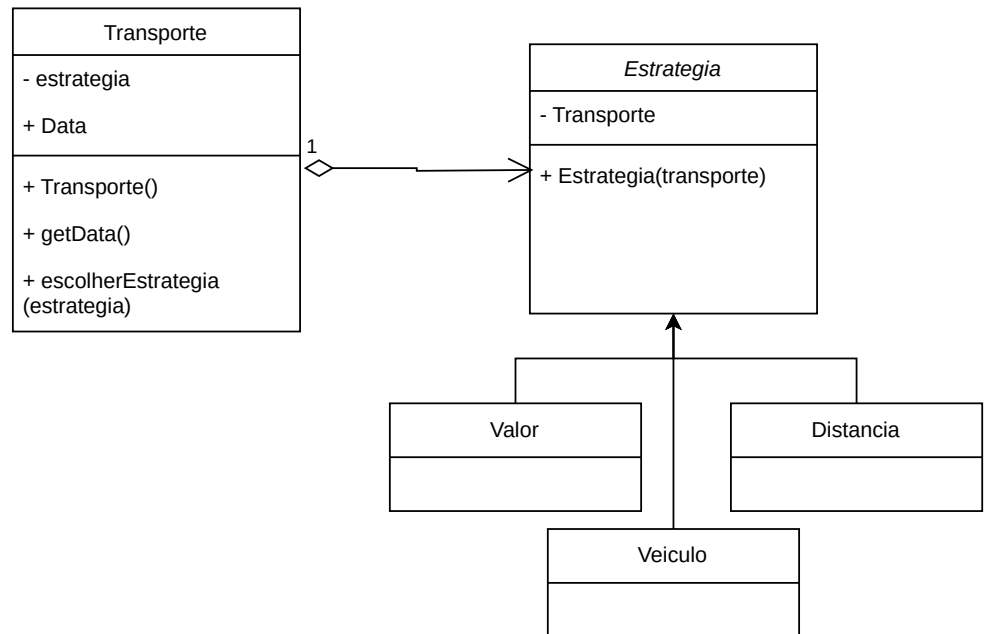 Transporte
- estrategia
+ Data
+ Transporte()
+ getData()
+ escolherEstrategia
(estrategia)
1
Estrategia
- Transporte
+ Estrategia(transporte)
Valor
Distancia
Veiculo